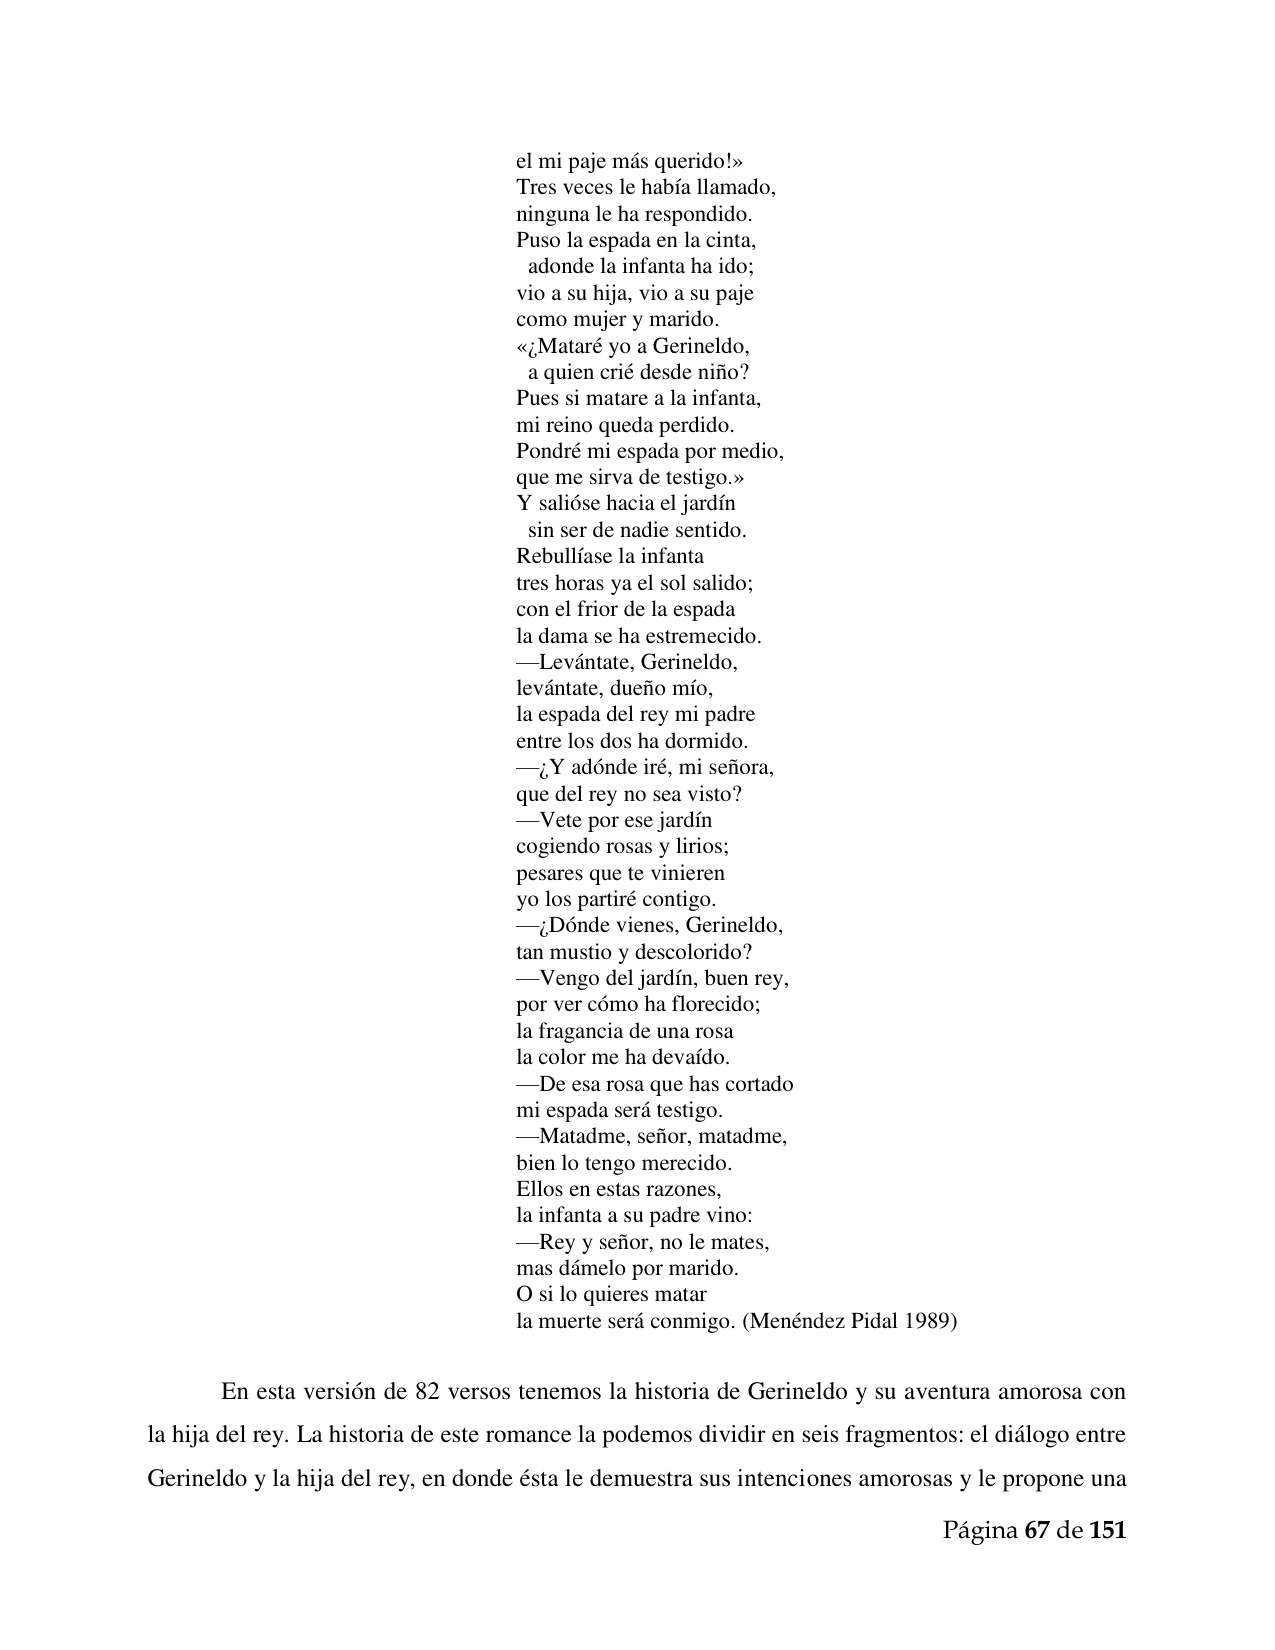 el mi paje más querido!»
Tres veces le había llamado,
ninguna le ha respondido.
Puso la espada en la cinta,
adonde la infanta ha ido;
vio a su hija, vio a su paje
como mujer y marido.
«¿Mataré yo a Gerineldo,
a quien crié desde niño?
Pues si matare a la infanta,
mi reino queda perdido.
Pondré mi espada por medio,
que me sirva de testigo.»
Y salióse hacia el jardín
sin ser de nadie sentido.
Rebullíase la infanta
tres horas ya el sol salido;
con el frior de la espada
la dama se ha estremecido.
—Levántate, Gerineldo,
levántate, dueño mío,
la espada del rey mi padre
entre los dos ha dormido.
—¿Y adónde iré, mi señora,
que del rey no sea visto?
—Vete por ese jardín
cogiendo rosas y lirios;
pesares que te vinieren
yo los partiré contigo.
—¿Dónde vienes, Gerineldo,
tan mustio y descolorido?
—Vengo del jardín, buen rey,
por ver cómo ha florecido;
la fragancia de una rosa
la color me ha devaído.
—De esa rosa que has cortado
mi espada será testigo.
—Matadme, señor, matadme,
bien lo tengo merecido.
Ellos en estas razones,
la infanta a su padre vino:
—Rey y señor, no le mates,
mas dámelo por marido.
O si lo quieres matar
la muerte será conmigo. (Menéndez Pidal 1989)
En esta versión de 82 versos tenemos la historia de Gerineldo y su aventura amorosa con
la hija del rey. La historia de este romance la podemos dividir en seis fragmentos: el diálogo entre
Gerineldo y la hija del rey, en donde ésta le demuestra sus intenciones amorosas y le propone una
Página 67 de 151